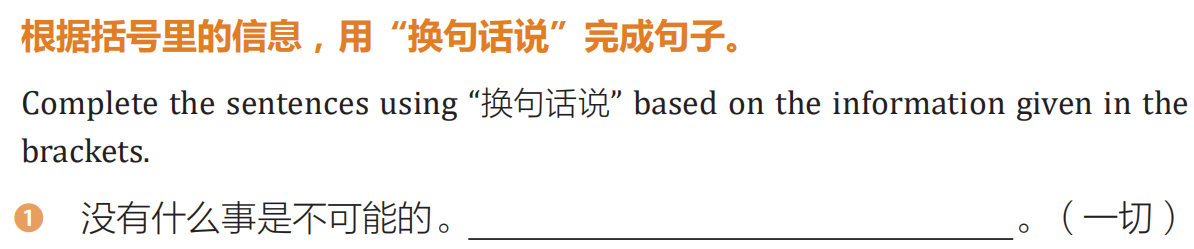 根据括号里的信息，用“换句话说”完成句子。
Complete the sentences using “换句话说” based on the information given in the
brackets.
1 没有什么事是不可能的。______________________________。（一切）